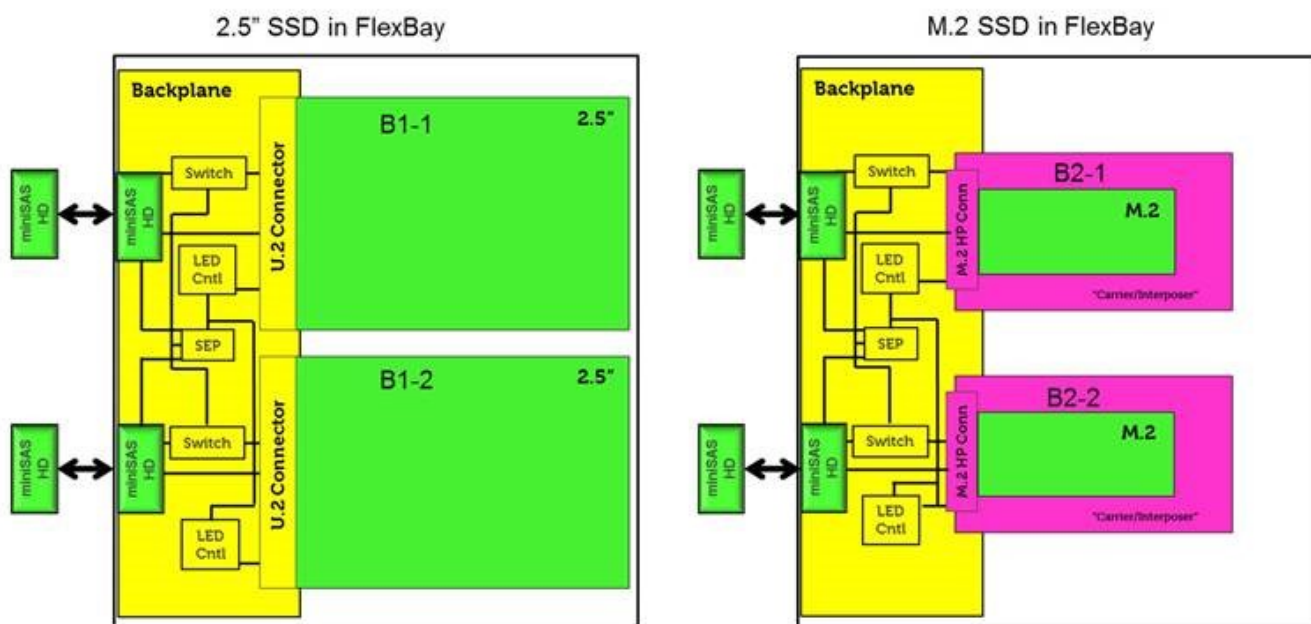 2.5" SSD in FlexBay
Backplane
B1-1
2.5"
U.2 Connector
Switch
miniSAS
HD
miniSAS
HD
LED
Cntl
SEP
B1-2
2.5"
U.2 Connector
Switch
miniSAS
HD
miniSAS
HD
LED
Cntl
M.2 SSD in FlexBay
Backplane
B2-1
M.2
"Carrier/Interposer"
M.2 HP Conn
Switch
miniSAS
HD
miniSAS
HD
LED
Cntl
SEP
B2-2
M.2
"Carrier/Interposer"
M.2 HP Conn
Switch
miniSAS
HD
miniSAS
HD
LED
Cntl